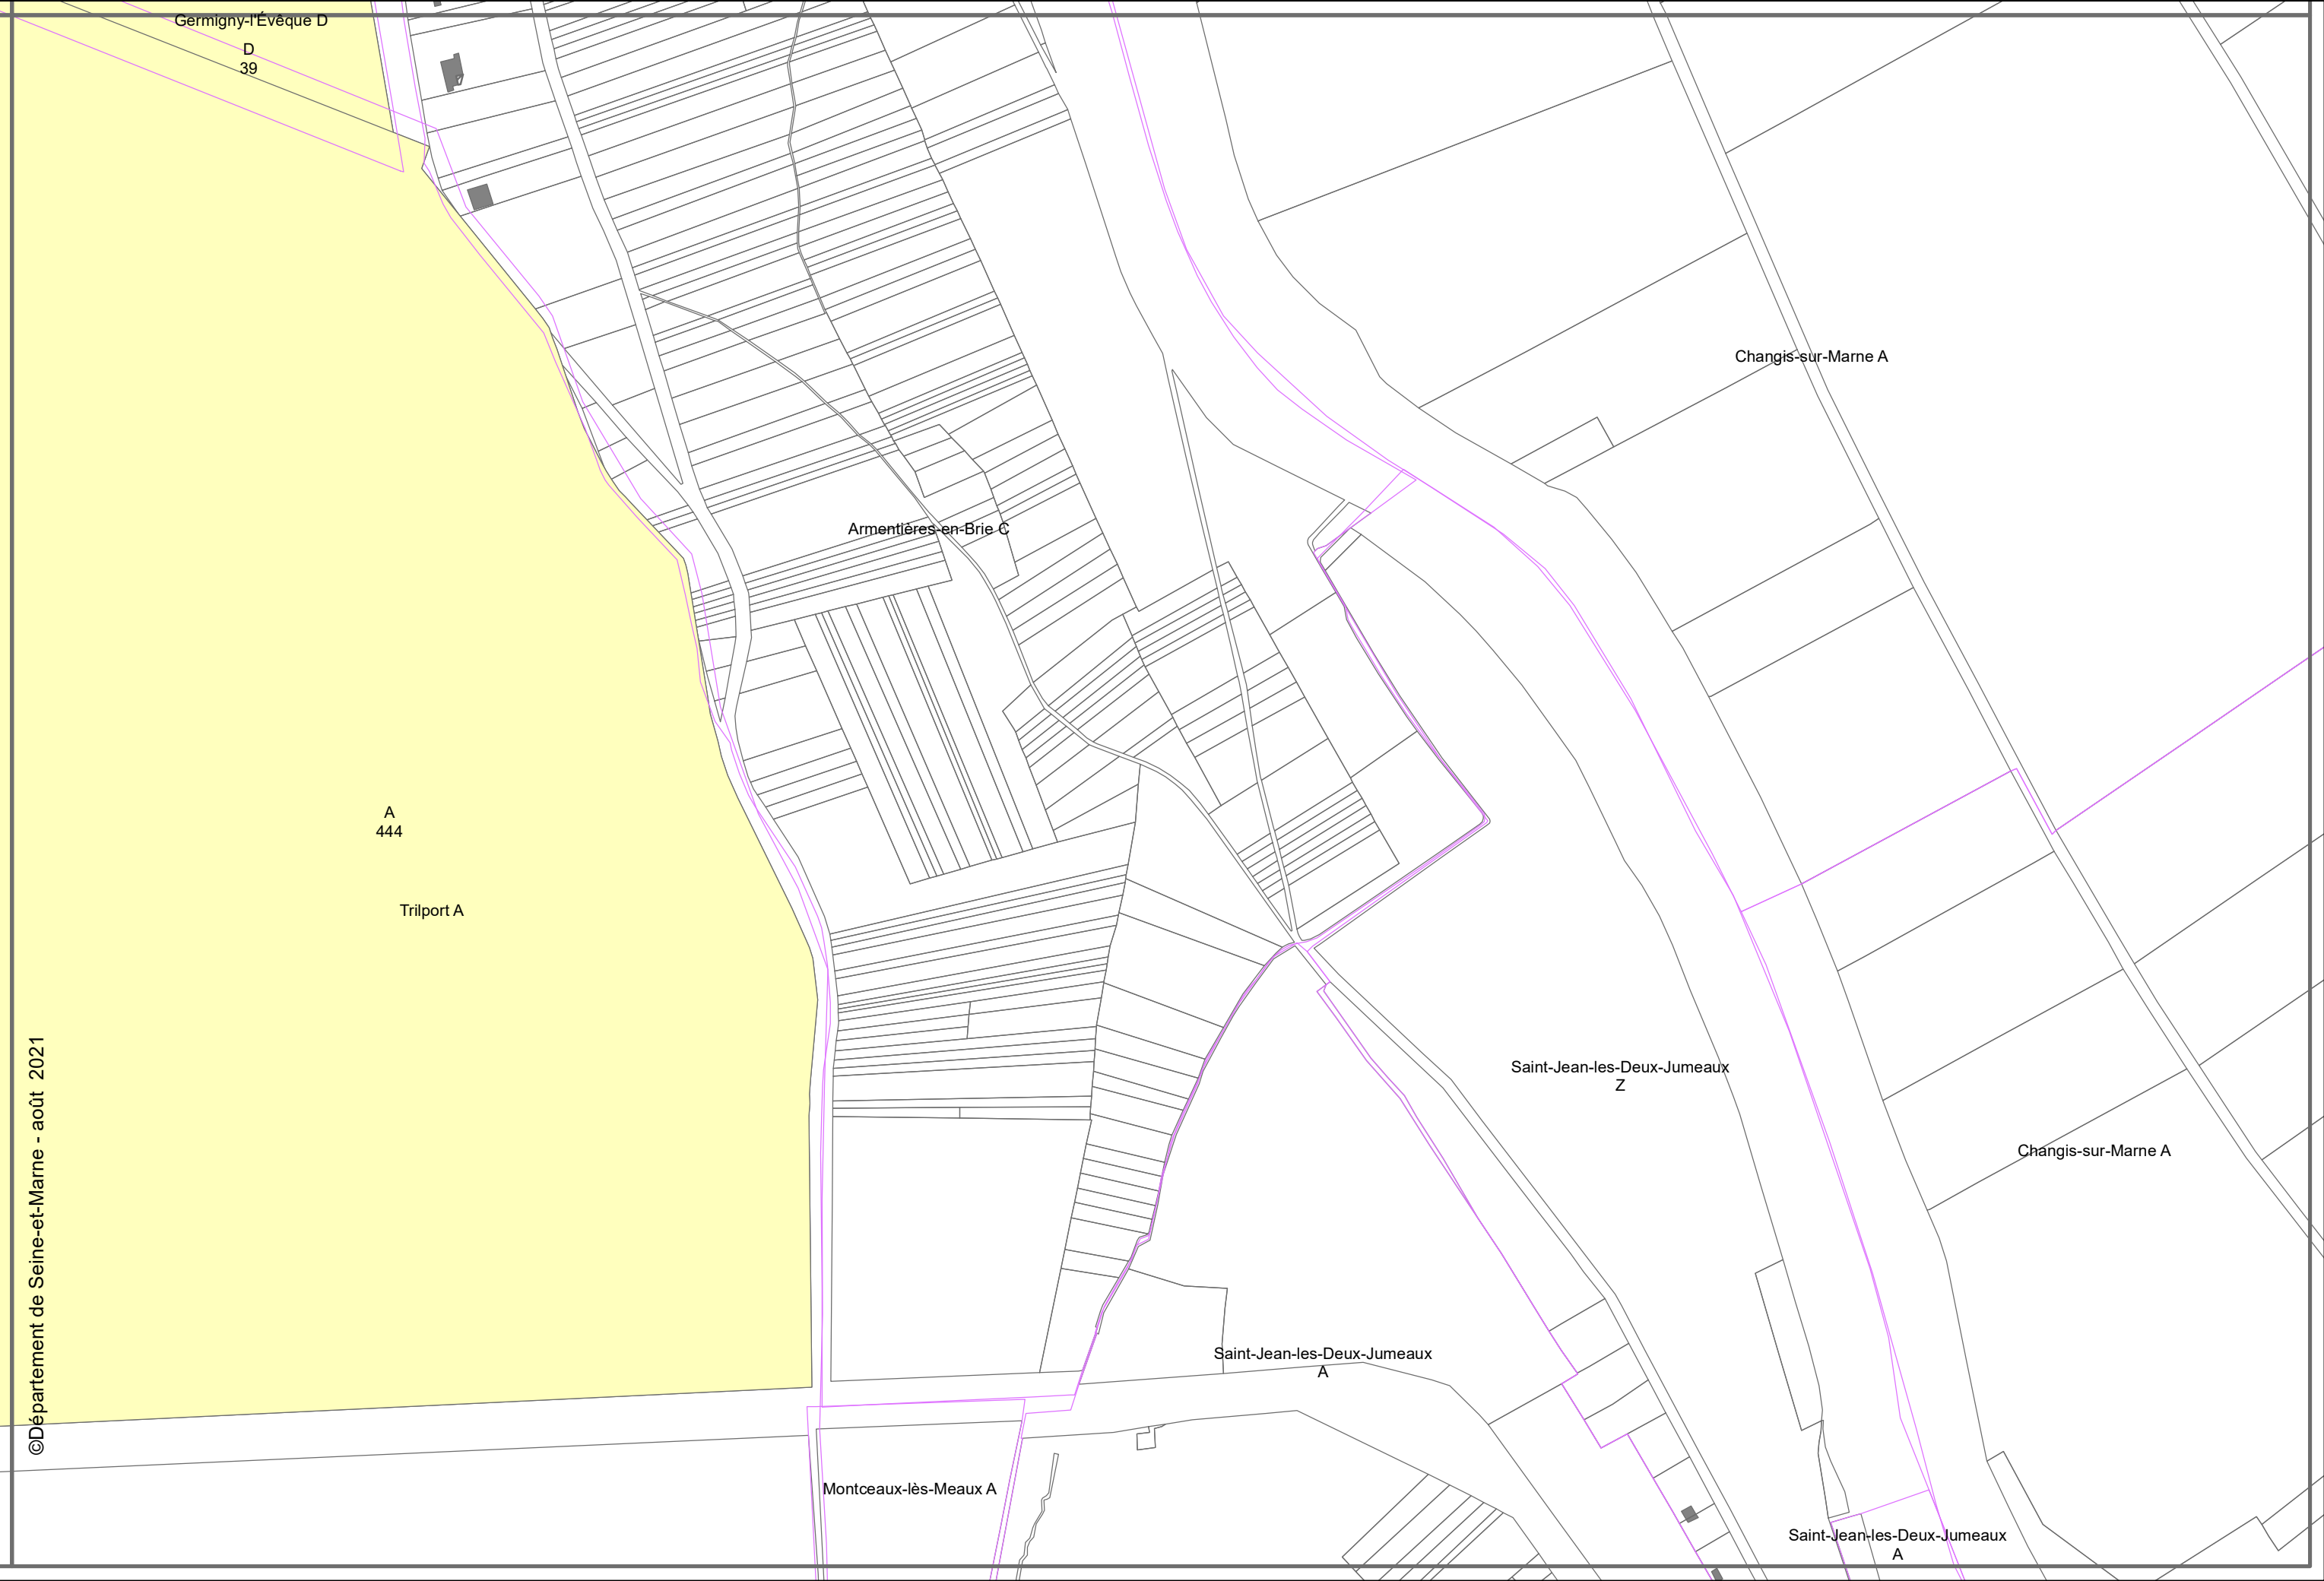 Germigny-l'Évêque D
D
39
Changis-sur-Marne A
Armentières-en-Brie C
A
444
Trilport A
Saint-Jean-les-Deux-Jumeaux
Z
Changis-sur-Marne A
Saint-Jean-les-Deux-Jumeaux
A
Montceaux-lès-Meaux A
Saint-Jean-les-Deux-Jumeaux
A
©Département de Seine-et-Marne - août 2021